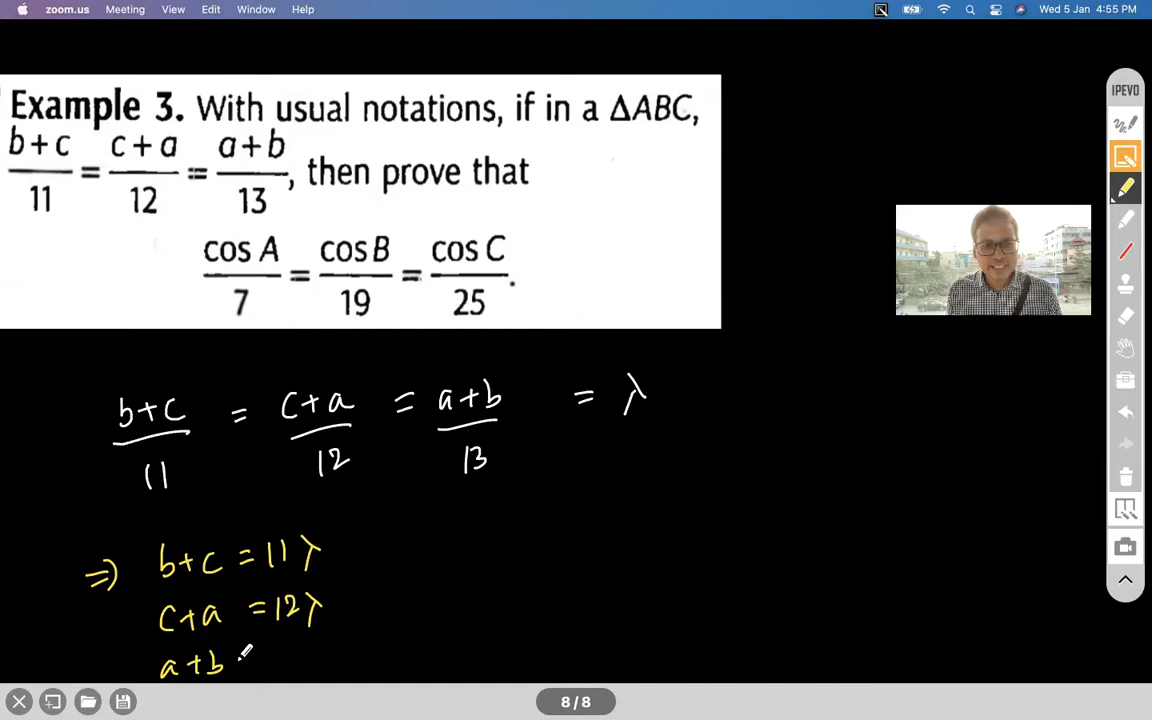 zoom.us Meeting View Edit Window Help Wed 5 Jan 4:55 PM
IPEVO
Example 3. With usual notations, if in a ΔABC,
b+c/11 = c+a/12 = a+b/13, then prove that
cos A/7 = cos B/19 = cos C/25.
b+c/11 = c+a/12 = a+b/13 = λ
⇒ b+c = 11λ
c+a = 12λ
a+b
8/8